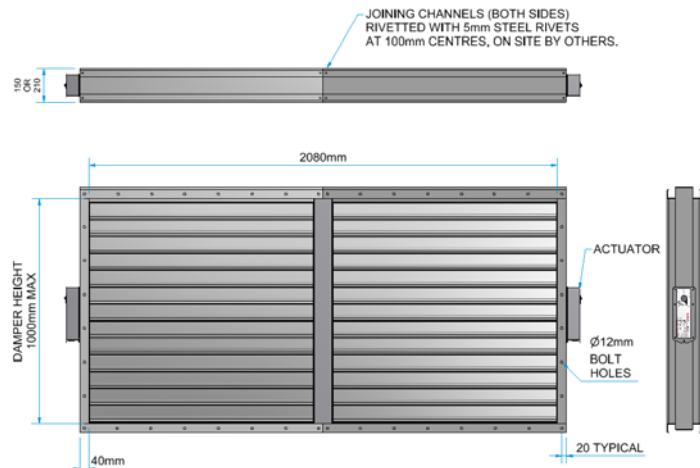 JOINING CHANNELS (BOTH SIDES)
RIVETTED WITH 5mm STEEL RIVETS
AT 100mm CENTRES, ON SITE BY OTHERS.
150
OR
210
2080mm
DAMPER HEIGHT
1000mm MAX
ACTUATOR
Ø12mm
BOLT
HOLES
40mm
20 TYPICAL